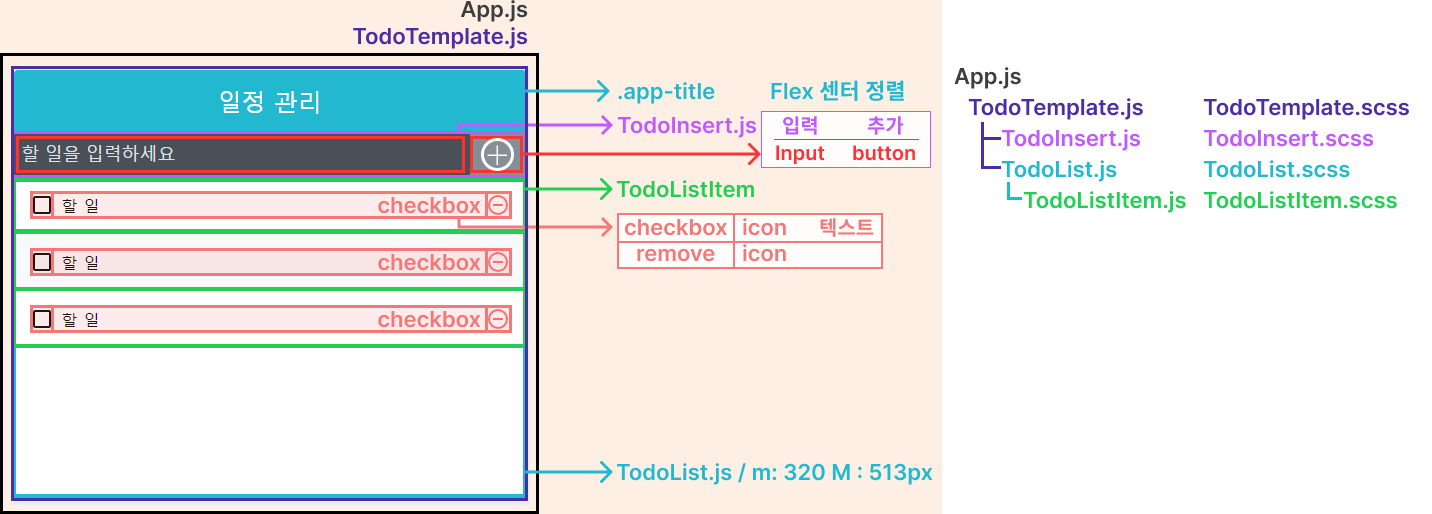 App.js
TodoTemplate.js
일정 관리
.app-title
Flex 센터 정렬
TodoInsert.js
입력 추가
할 일을 입력하세요
Input button
TodoListItem
할 일 checkbox
checkbox icon 텍스트
remove icon
할 일 checkbox
할 일 checkbox
TodoList.js / m: 320 M : 513px
App.js
TodoTemplate.js TodoTemplate.scss
TodoInsert.js TodoInsert.scss
TodoList.js TodoList.scss
TodoListItem.js TodoListItem.scss